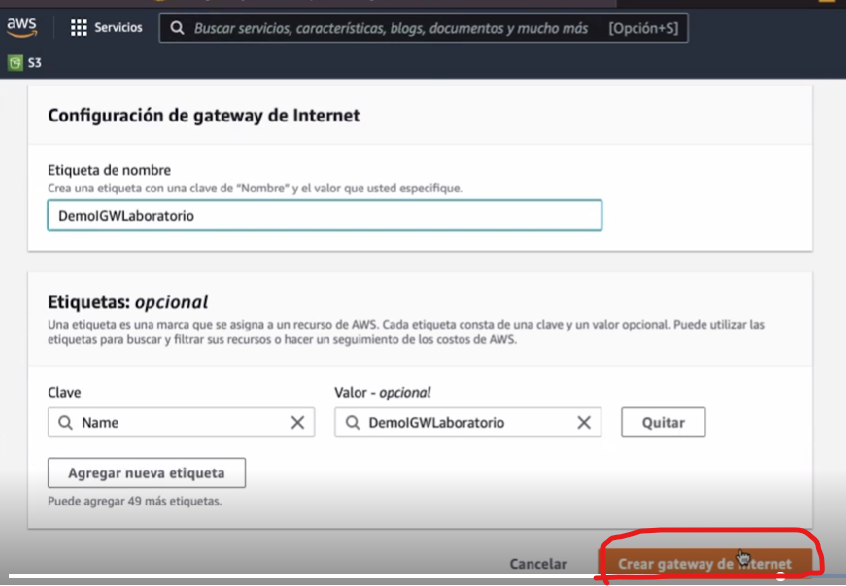 aws
Servicios
Buscar servicios, características, blogs, documentos y mucho más [Opción+S]
S3
Configuración de gateway de Internet
Etiqueta de nombre
Crea una etiqueta con una clave de "Nombre" y el valor que usted especifique.
DemoIGWLaboratorio
Etiquetas: opcional
Una etiqueta es una marca que se asigna a un recurso de AWS. Cada etiqueta consta de una clave y un valor opcional. Puede utilizar las
etiquetas para buscar y filtrar sus recursos o hacer un seguimiento de los costos de AWS.
Clave
Valor - opcional
Name
DemoIGWLaboratorio
Quitar
Agregar nueva etiqueta
Puede agregar 49 más etiquetas.
Cancelar
Crear gateway de Internet